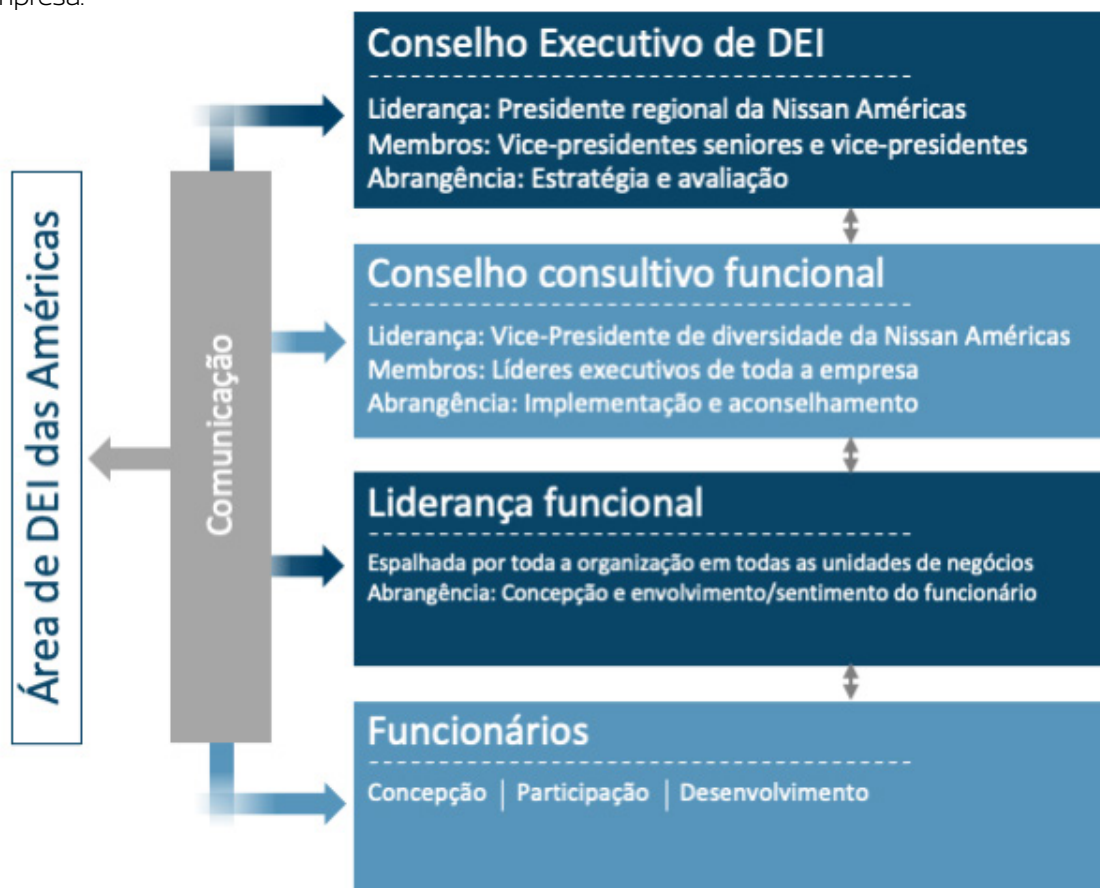 Conselho Executivo de DEI
Liderança: Presidente regional da Nissan Américas
Membros: Vice-presidentes seniores e vice-presidentes
Abrangência: Estratégia e avaliação
Conselho consultivo funcional
Liderança: Vice-Presidente de diversidade da Nissan Américas
Membros: Líderes executivos de toda a empresa
Abrangência: Implementação e aconselhamento
Liderança funcional
Espalhada por toda a organização em todas as unidades de negócios
Abrangência: Concepção e envolvimento/sentimento do funcionário
Funcionários
Concepção | Participação | Desenvolvimento
Comunicação
Área de DEI das Américas